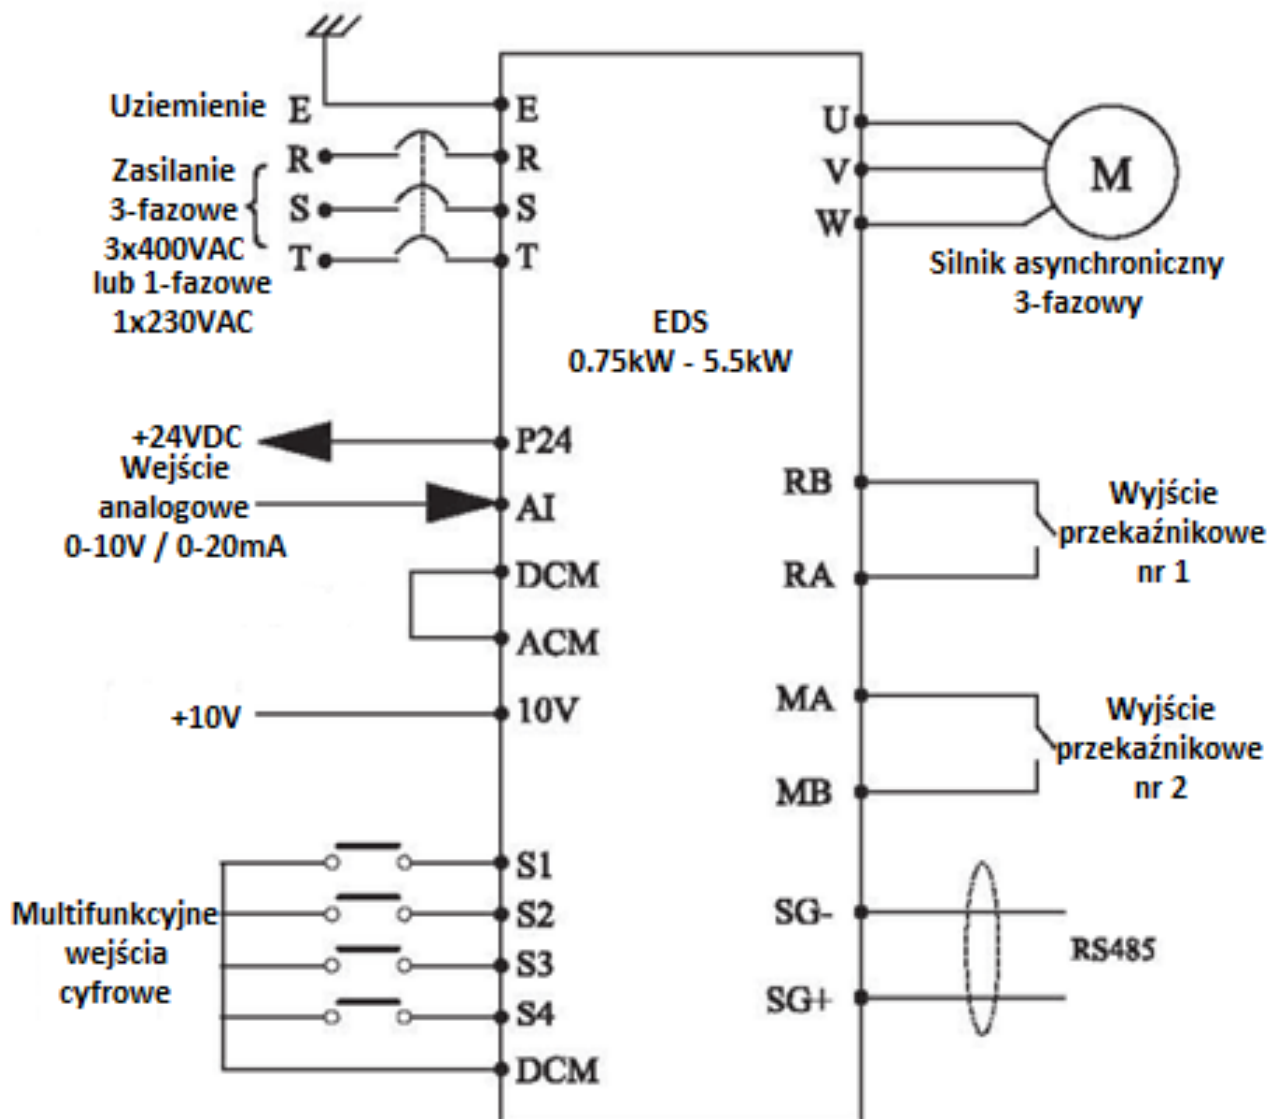 Uziemienie E
E
Zasilanie
3-fazowe
3x400VAC
lub 1-fazowe
1x230VAC
R
S
T
R
S
T
U
V
W
M
Silnik asynchroniczny
3-fazowy
EDS
0.75kW - 5.5kW
+24VDC
P24
Wejście
analogowe
0-10V / 0-20mA
AI
DCM
ACM
+10V
10V
RB
RA
Wyjście
przekaźnikowe
nr 1
MA
MB
Wyjście
przekaźnikowe
nr 2
Multifunkcyjne
wejścia
cyfrowe
S1
S2
S3
S4
DCM
SG-
SG+
RS485